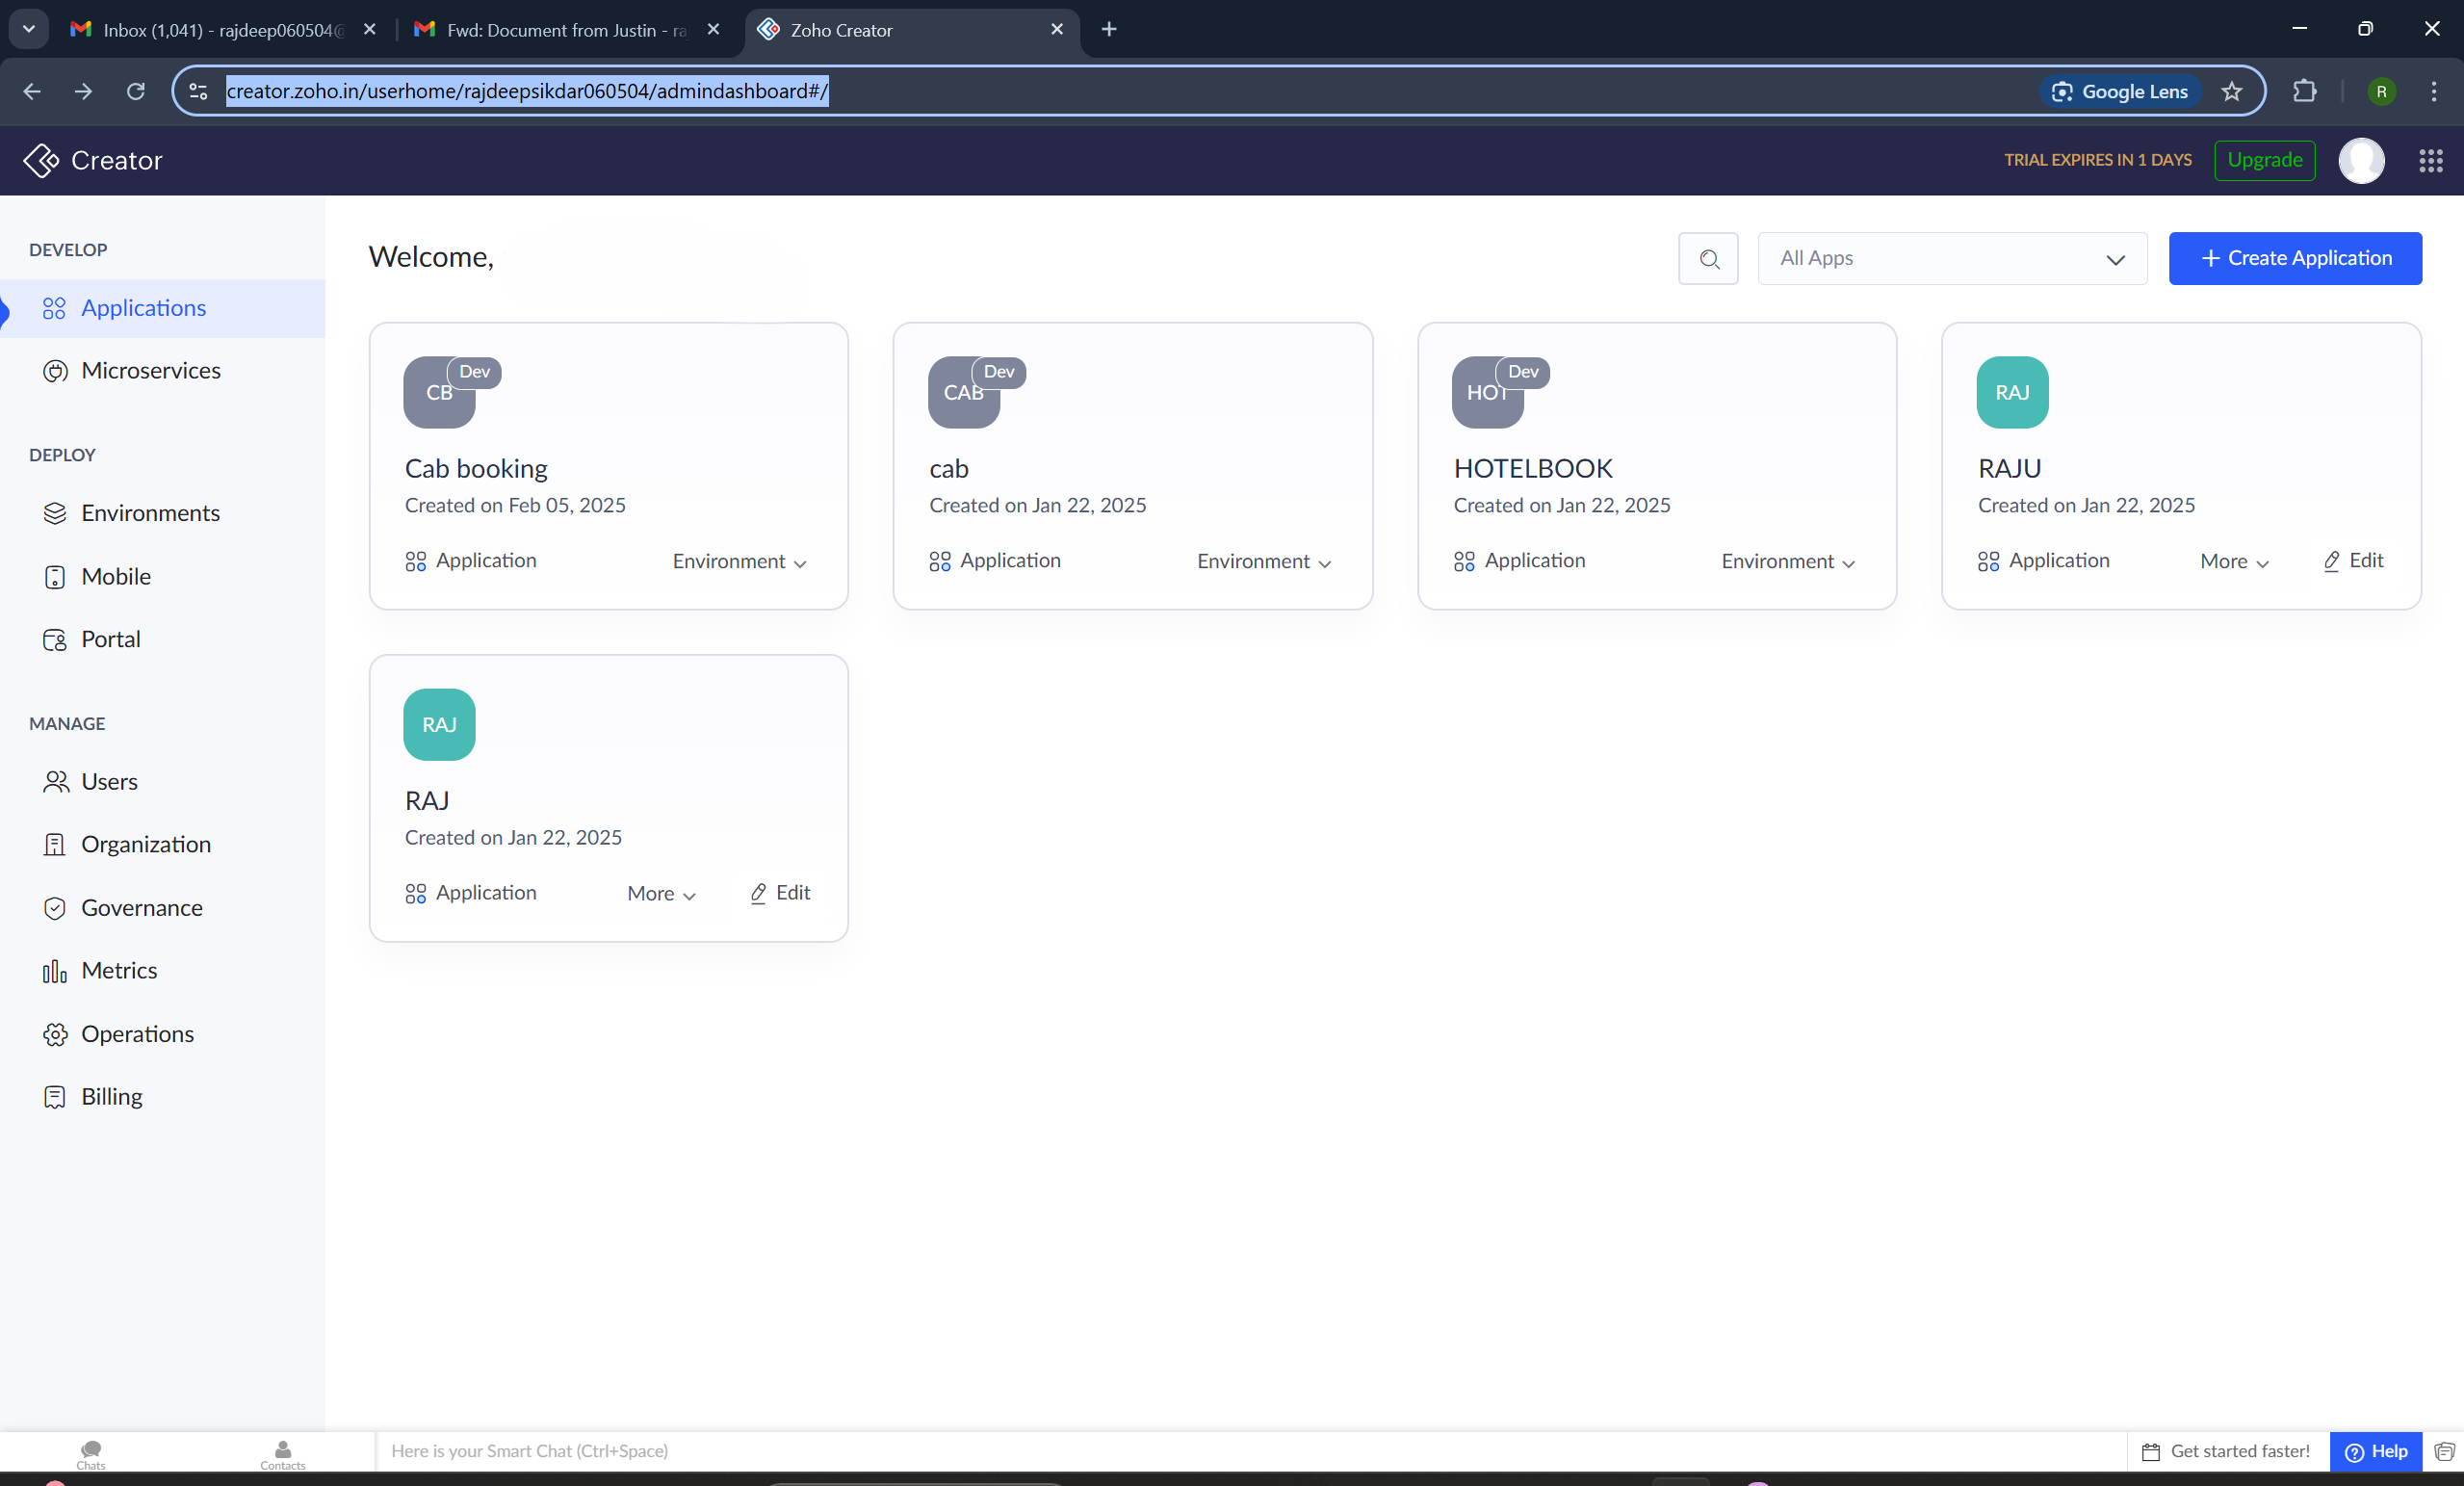 Inbox (1,041) - rajdeep060504@
Fwd: Document from Justin - ra
Zoho Creator
creator.zoho.in/userhome/rajdeepsikdar060504/admindashboard#/
Google Lens
R
Creator
TRIAL EXPIRES IN 1 DAYS
Upgrade
DEVELOP
Applications
Microservices
DEPLOY
Environments
Mobile
Portal
MANAGE
Users
Organization
Governance
Metrics
Operations
Billing
Welcome,
All Apps
+ Create Application
CB
Dev
Cab booking
Created on Feb 05, 2025
Application
Environment
CAB
Dev
cab
Created on Jan 22, 2025
Application
Environment
HOT
Dev
HOTELBOOK
Created on Jan 22, 2025
Application
Environment
RAJ
RAJU
Created on Jan 22, 2025
Application
More
Edit
RAJ
RAJ
Created on Jan 22, 2025
Application
More
Edit
Chats
Contacts
Here is your Smart Chat (Ctrl+Space)
Get started faster!
Help